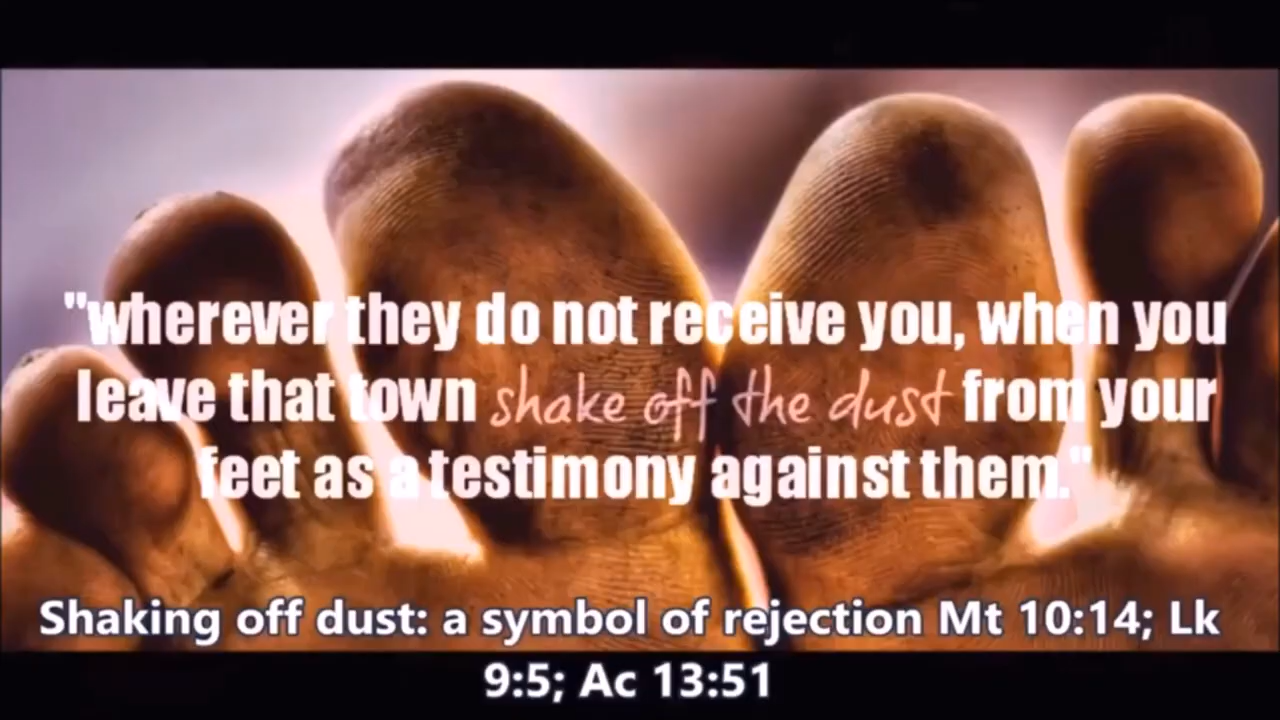 "wherever they do not receive you, when you
leave that town shake off the dust from your
feet as a testimony against them."
Shaking off dust: a symbol of rejection Mt 10:14; Lk
9:5; Ac 13:51